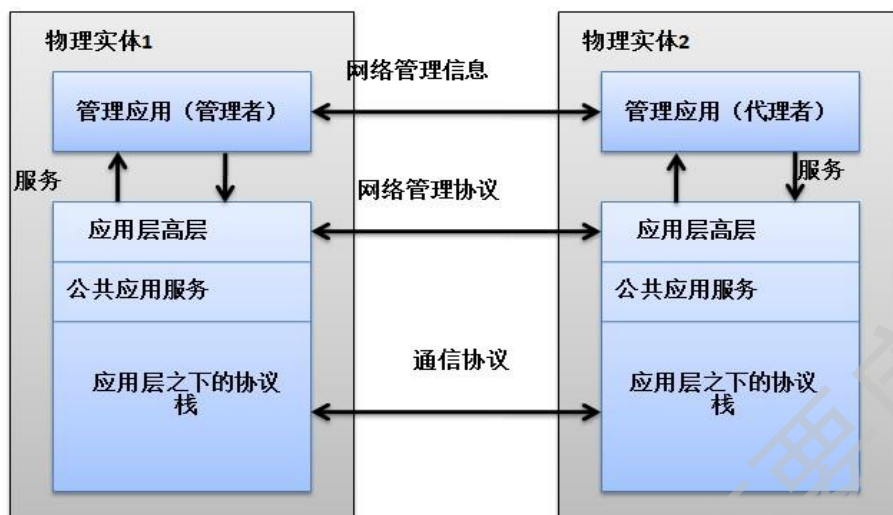 物理实体1
物理实体2
网络管理信息
管理应用（管理者）
管理应用（代理者）
服务
网络管理协议
服务
应用层高层
应用层高层
公共应用服务
公共应用服务
通信协议
应用层之下的协议
栈
应用层之下的协议
栈